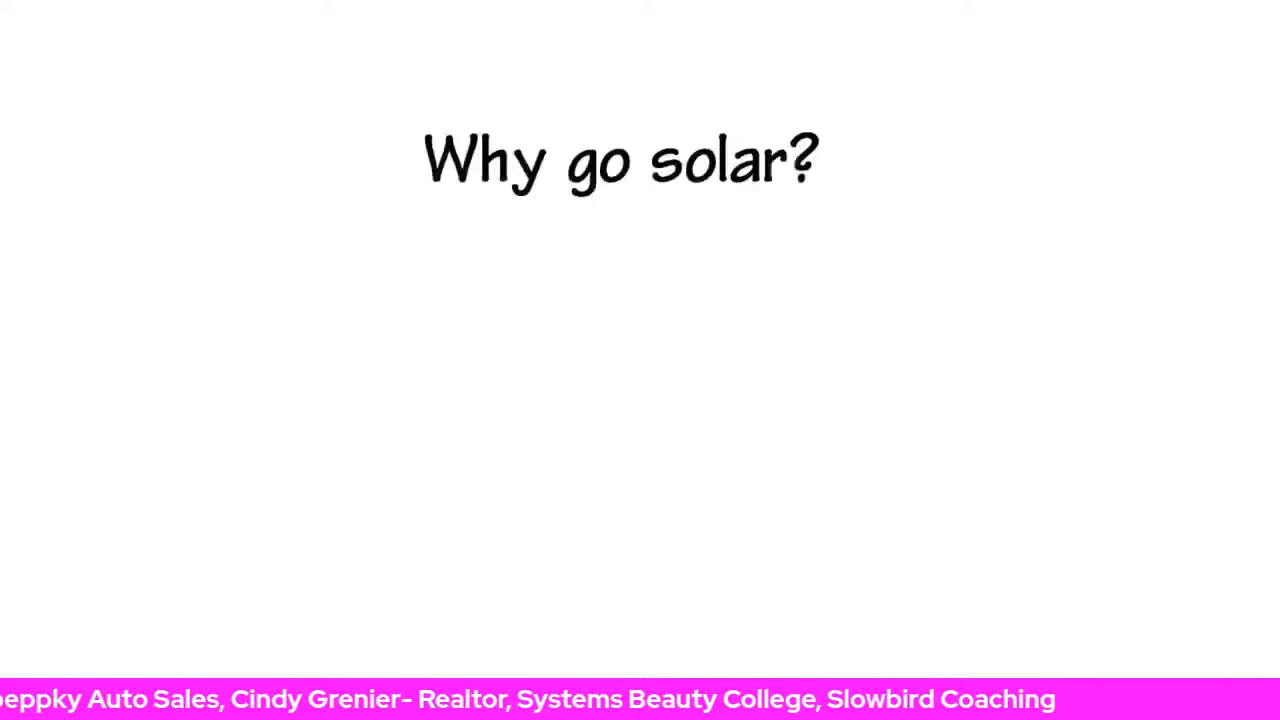 Why go solar?
Auto Sales, Cindy Grenier- Realtor, Systems Beauty College, Slowbird Coaching